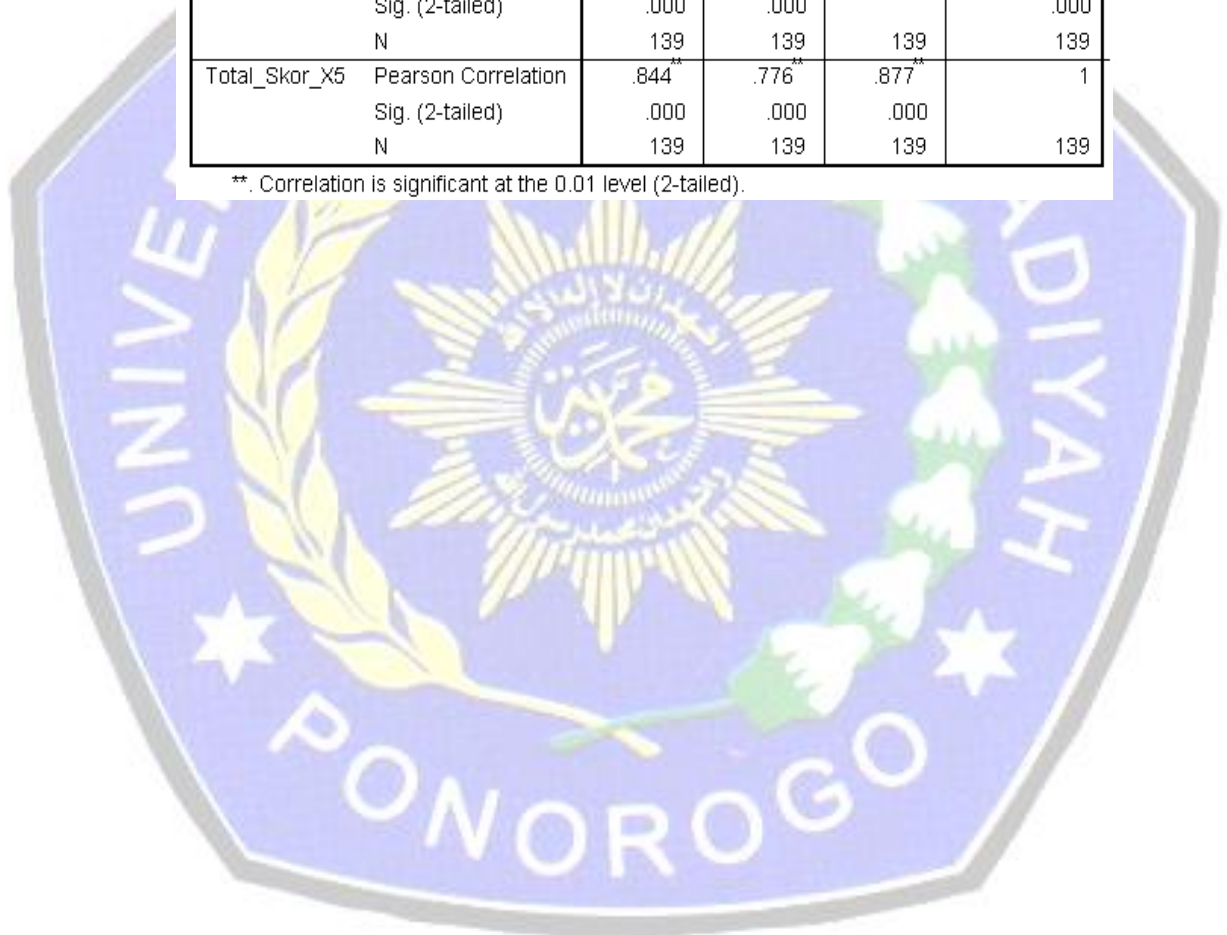 Sig. (2-tailed) .000 .000 .000
N 139 139 139 139
Total_Skor_X5 Pearson Correlation .844** .776** .877** 1
Sig. (2-tailed) .000 .000 .000
N 139 139 139 139
**. Correlation is significant at the 0.01 level (2-tailed).
UNIVE
ADIYAH
محمد
PONOROGO